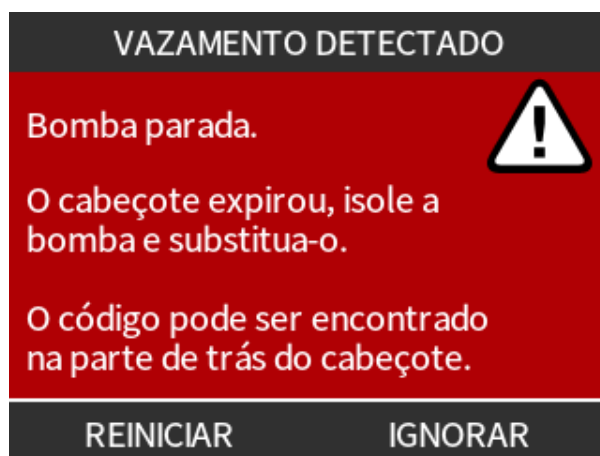 VAZAMENTO DETECTADO
Bomba parada.
O cabeçote expirou, isole a
bomba e substitua-o.
O código pode ser encontrado
na parte de trás do cabeçote.
REINICIAR IGNORAR